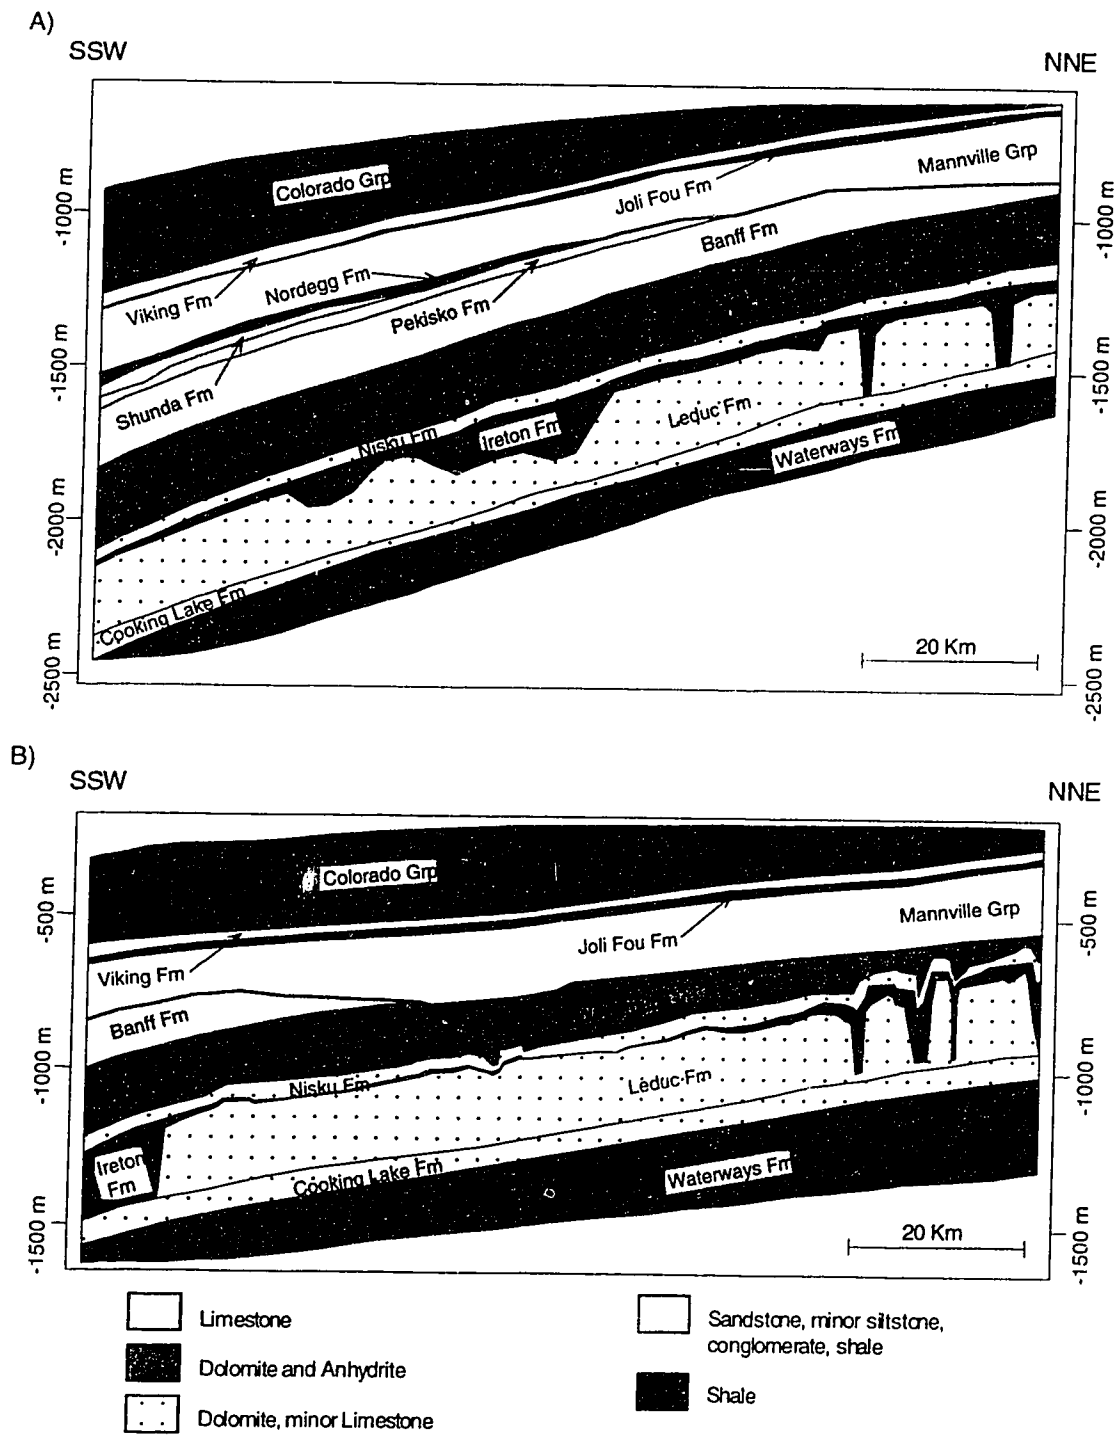 A)
SSW
NNE
Colorado Grp
Mannville Grp
Joli Fou Fm
Banff Fm
Viking Fm
Nordegg Fm
Pekisko Fm
Shunda Fm
Nisku Fm
Ireton Fm
Leduc Fm
Waterways Fm
Cooking Lake Fm
-1000 m
-1500 m
-2000 m
-2500 m
-1000 m
-1500 m
-2000 m
-2500 m
20 Km
B)
SSW
NNE
Colorado Grp
Mannville Grp
Joli Fou Fm
Viking Fm
Banff Fm
Nisku Fm
Leduc Fm
Ireton
Fm
Cooking Lake Fm
Waterways Fm
-500 m
-1000 m
-1500 m
-500 m
-1000 m
-1500 m
20 Km
Limestone
Dolomite and Anhydrite
Dolomite, minor Limestone
Sandstone, minor siltstone,
conglomerate, shale
Shale